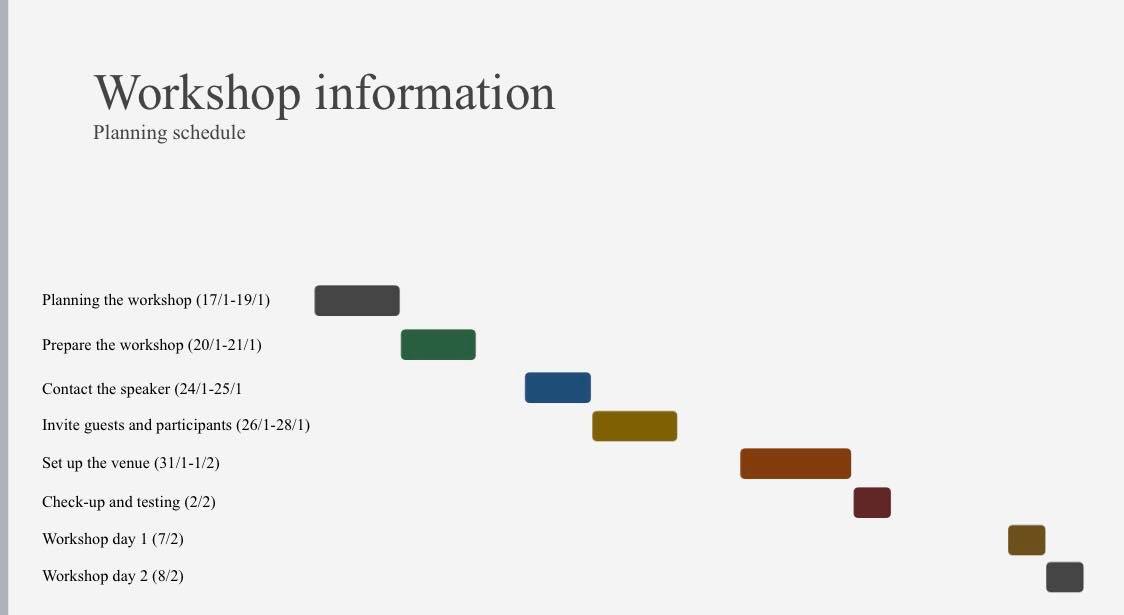 Workshop information
Planning schedule
Planning the workshop (17/1-19/1)
Prepare the workshop (20/1-21/1)
Contact the speaker (24/1-25/1
Invite guests and participants (26/1-28/1)
Set up the venue (31/1-1/2)
Check-up and testing (2/2)
Workshop day 1 (7/2)
Workshop day 2 (8/2)